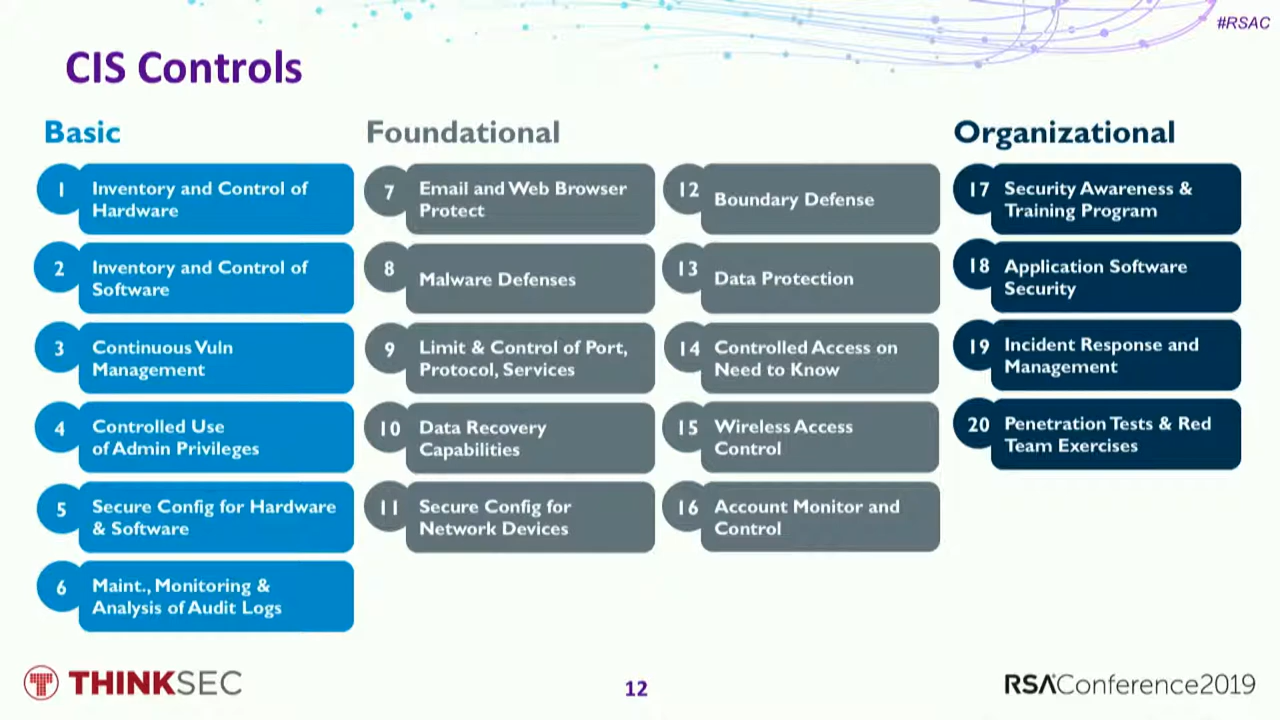 #RSAC
CIS Controls
Basic
1
Inventory and Control of
Hardware
2
Inventory and Control of
Software
3
Continuous Vuln
Management
4
Controlled Use
of Admin Privileges
5
Secure Config for Hardware
& Software
6
Maint., Monitoring &
Analysis of Audit Logs
Foundational
7
Email and Web Browser
Protect
8
Malware Defenses
9
Limit & Control of Port,
Protocol, Services
10
Data Recovery
Capabilities
11
Secure Config for
Network Devices
12
Boundary Defense
13
Data Protection
14
Controlled Access on
Need to Know
15
Wireless Access
Control
16
Account Monitor and
Control
Organizational
17
Security Awareness &
Training Program
18
Application Software
Security
19
Incident Response and
Management
20
Penetration Tests & Red
Team Exercises
THINKSEC
12
RSAConference2019